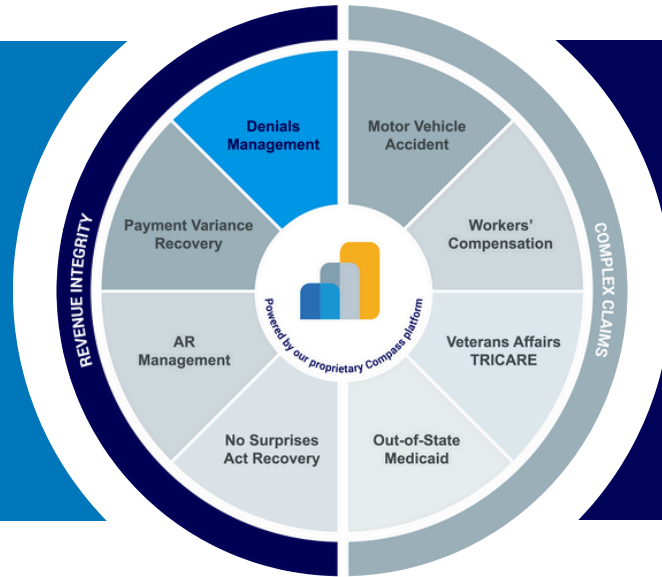 Denials
Management
Motor Vehicle
Accident
Payment Variance
Recovery
Workers’
Compensation
REVENUE INTEGRITY
COMPLEX CLAIMS
Powered by our proprietary Compass platform
AR
Management
Veterans Affairs
TRICARE
No Surprises
Act Recovery
Out-of-State
Medicaid